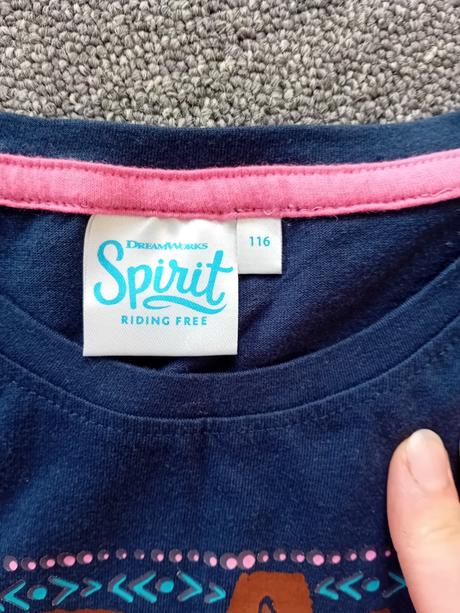 DREAMWORKS
Spirit
RIDING FREE
116